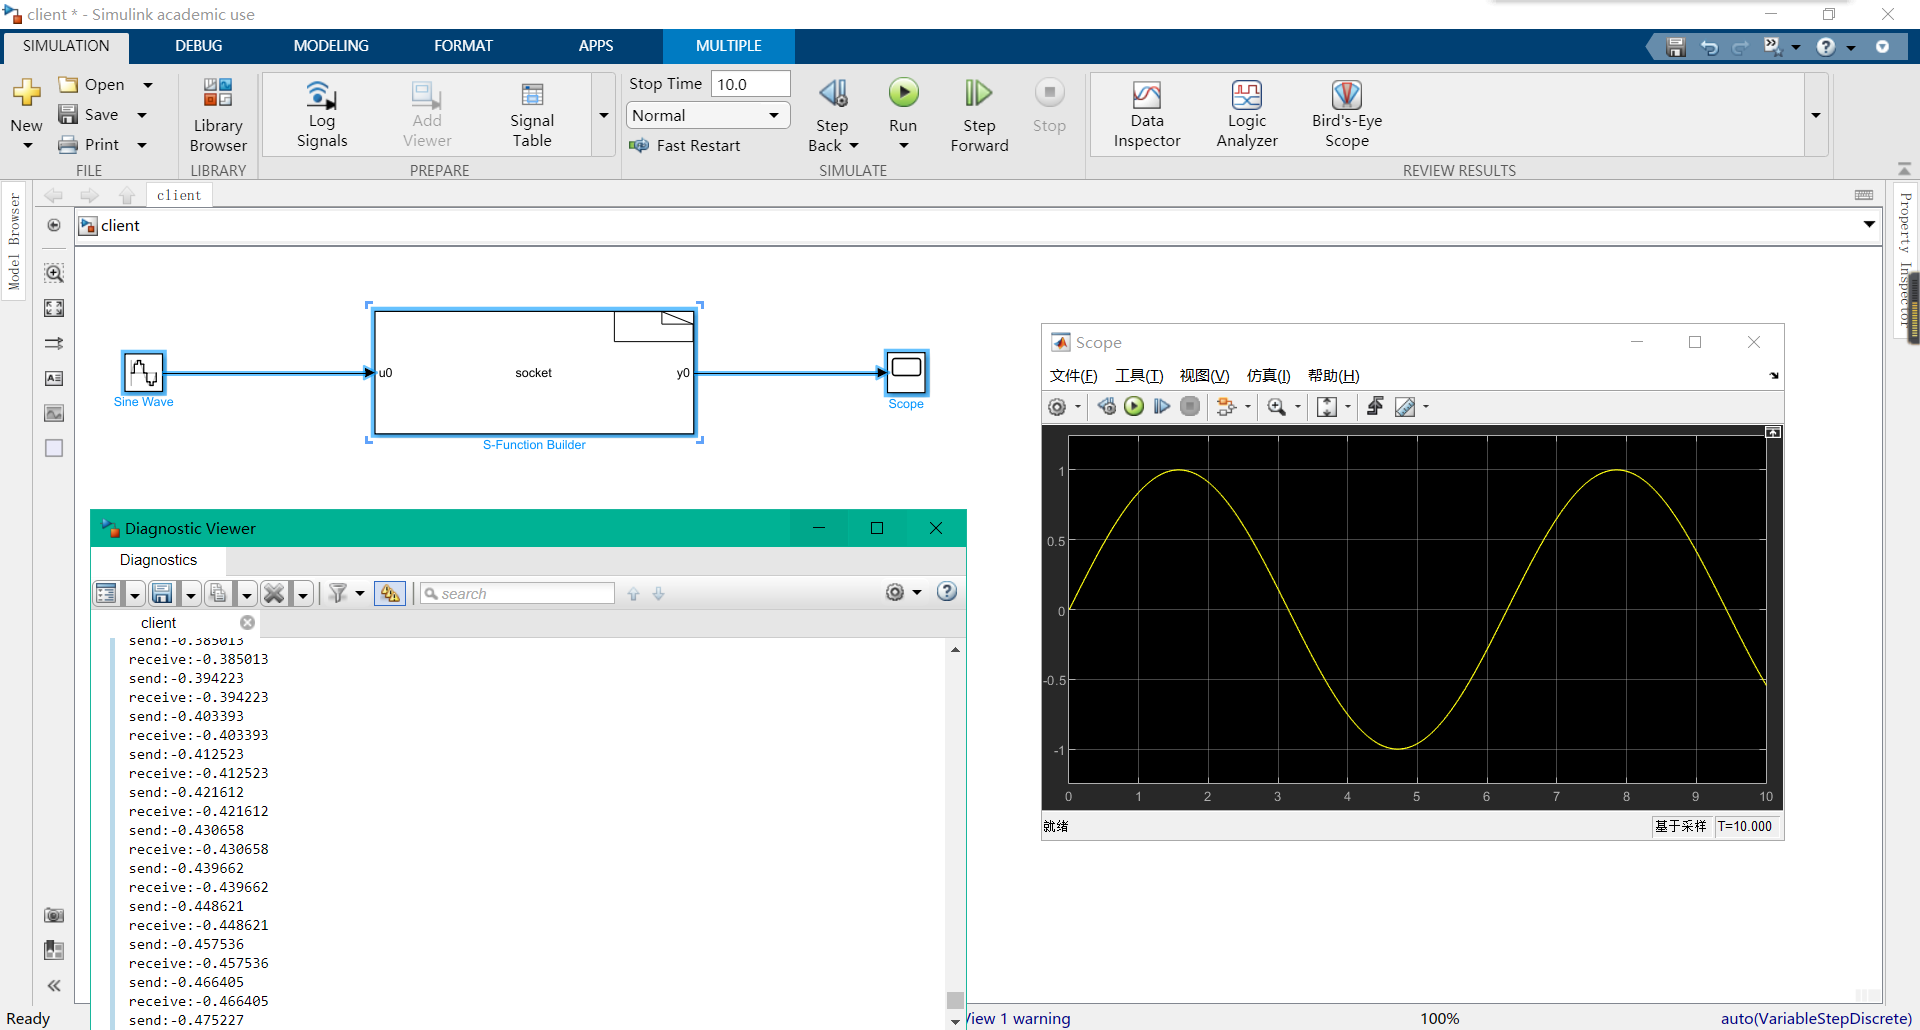 client * - Simulink academic use
SIMULATION
DEBUG
MODELING
FORMAT
APPS
MULTIPLE
New
Open
Save
Print
FILE
Library
Browser
LIBRARY
Log
Signals
Add
Viewer
Signal
Table
PREPARE
Stop Time 10.0
Normal
Fast Restart
Step
Back
Run
Step
Forward
Stop
SIMULATE
Data
Inspector
Logic
Analyzer
Bird's-Eye
Scope
REVIEW RESULTS
Model Browser
client
client
Property Inspector
Sine Wave
u0
socket
y0
S-Function Builder
Scope
Scope
文件(F)
工具(T)
视图(V)
仿真(I)
帮助(H)
1
0.5
0
-0.5
-1
0 1 2 3 4 5 6 7 8 9 10
就绪
基于采样
T=10.000
Diagnostic Viewer
Diagnostics
search
client
send:-0.385013
receive:-0.385013
send:-0.394223
receive:-0.394223
send:-0.403393
receive:-0.403393
send:-0.412523
receive:-0.412523
send:-0.421612
receive:-0.421612
send:-0.430658
receive:-0.430658
send:-0.439662
receive:-0.439662
send:-0.448621
receive:-0.448621
send:-0.457536
receive:-0.457536
send:-0.466405
receive:-0.466405
send:-0.475227
Ready
View 1 warning
100%
auto(VariableStepDiscrete)